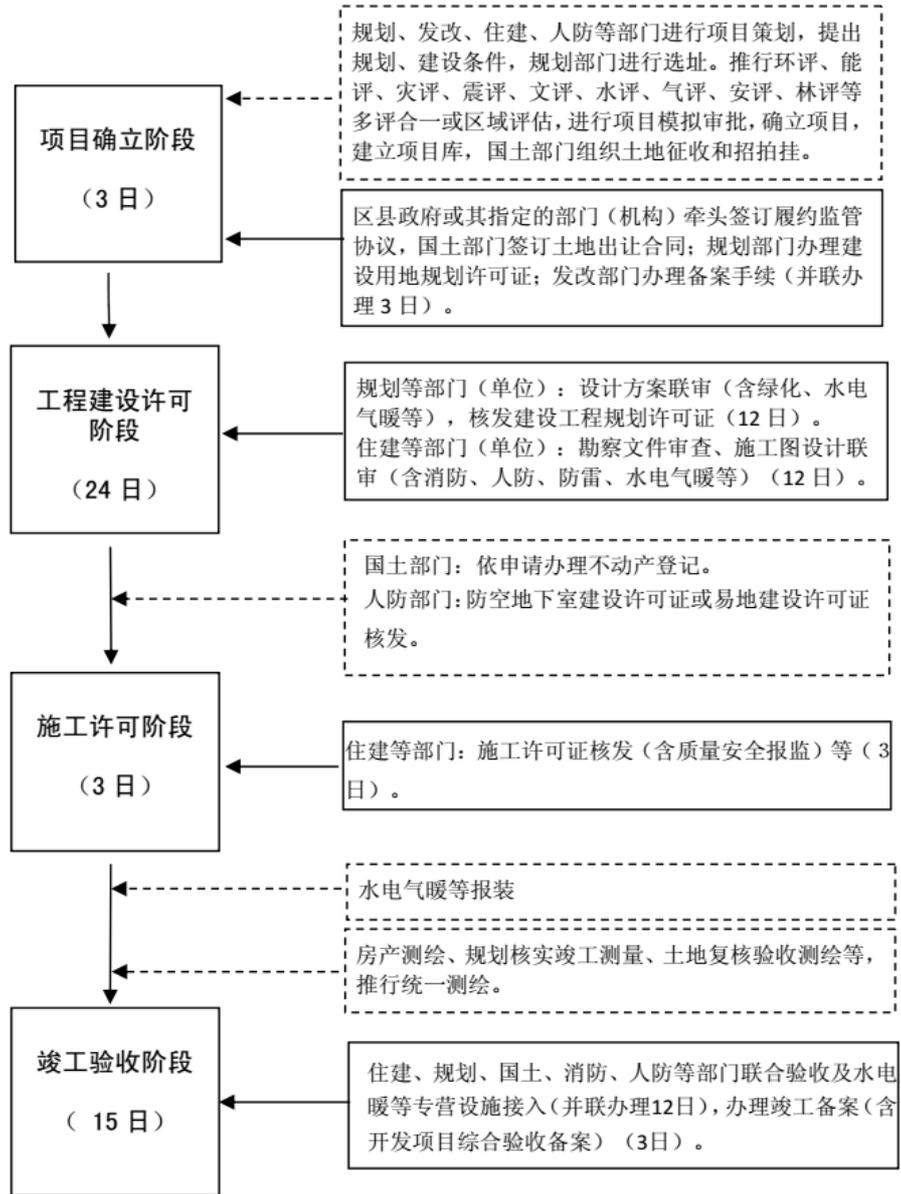 规划、发改、住建、人防等部门进行项目策划，提出
规划、建设条件，规划部门进行选址。推行环评、能
评、灾评、震评、文评、水评、气评、安评、林评等
多评合一或区域评估，进行项目模拟审批，确立项目，
建立项目库，国土部门组织土地征收和招拍挂。
项目确立阶段
（3 日）
区县政府或其指定的部门（机构）牵头签订履约监管
协议，国土部门签订土地出让合同；规划部门办理建
设用地规划许可证；发改部门办理备案手续（并联办
理 3 日）。
工程建设许可
阶段
（24 日）
规划等部门（单位）：设计方案联审（含绿化、水电
气暖等），核发建设工程规划许可证（12 日）。
住建等部门（单位）：勘察文件审查、施工图设计联
审（含消防、人防、防雷、水电气暖等）（12 日）。
国土部门：依申请办理不动产登记。
人防部门：防空地下室建设许可证或易地建设许可证
核发。
施工许可阶段
（3 日）
住建等部门：施工许可证核发（含质量安全报监）等（ 3
日）。
水电气暖等报装
房产测绘、规划核实竣工测量、土地复核验收测绘等，
推行统一测绘。
竣工验收阶段
（ 15 日）
住建、规划、国土、消防、人防等部门联合验收及水电
暖等专营设施接入（并联办理12日），办理竣工备案（含
开发项目综合验收备案）（3日）。